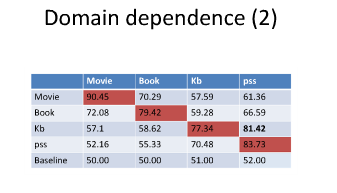 Domain dependence (2)
Movie Book Kb pss
Movie 90.45 70.29 57.59 61.36
Book 72.08 79.42 59.28 66.59
Kb 57.1 58.62 77.34 81.42
pss 52.16 55.33 70.48 83.73
Baseline 50.00 50.00 51.00 52.00